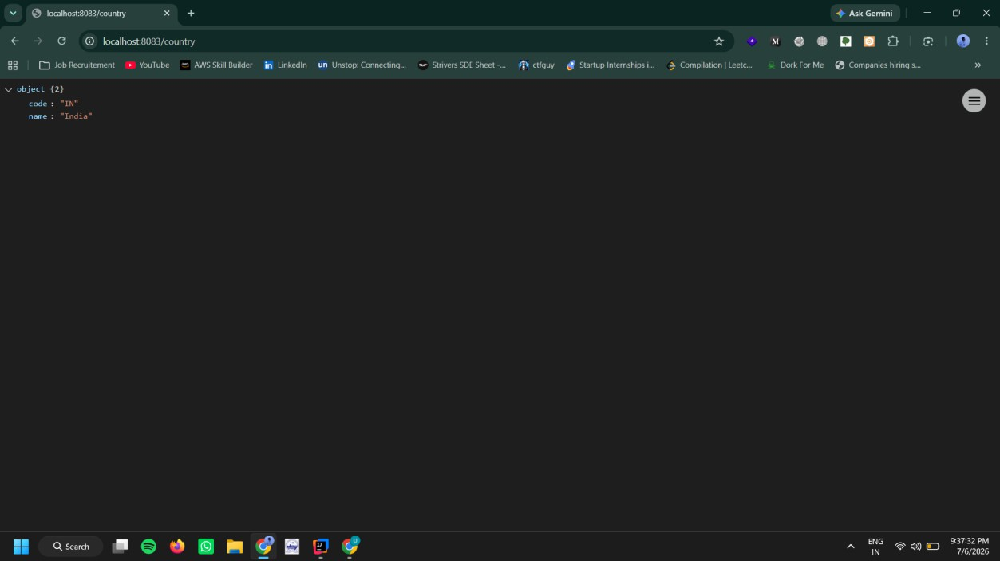 localhost:8083/country
Ask Gemini
localhost:8083/country
Job Recruitement
YouTube
AWS Skill Builder
LinkedIn
Unstop: Connecting...
Strivers SDE Sheet -...
ctfguy
Startup Internships i...
Compilation | Leetc...
Dork For Me
Companies hiring s...
object {2}
code : "IN"
name : "India"
Search
ENG
IN
9:37:32 PM
7/6/2026